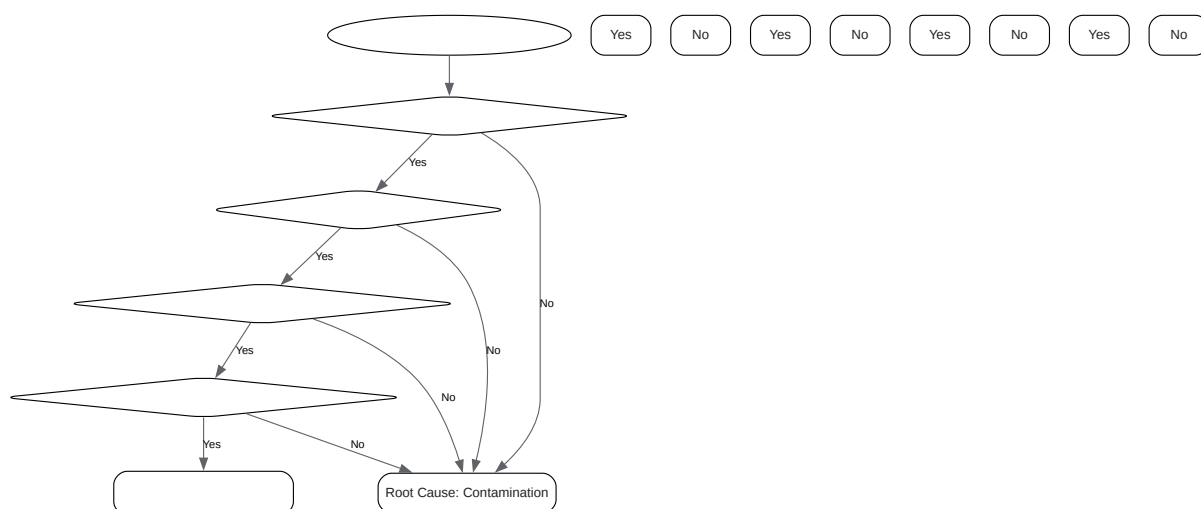 Yes
No
Yes
No
Yes
No
Yes
No
Yes
Yes
No
Yes
No
No
Yes
No
Root Cause: Contamination